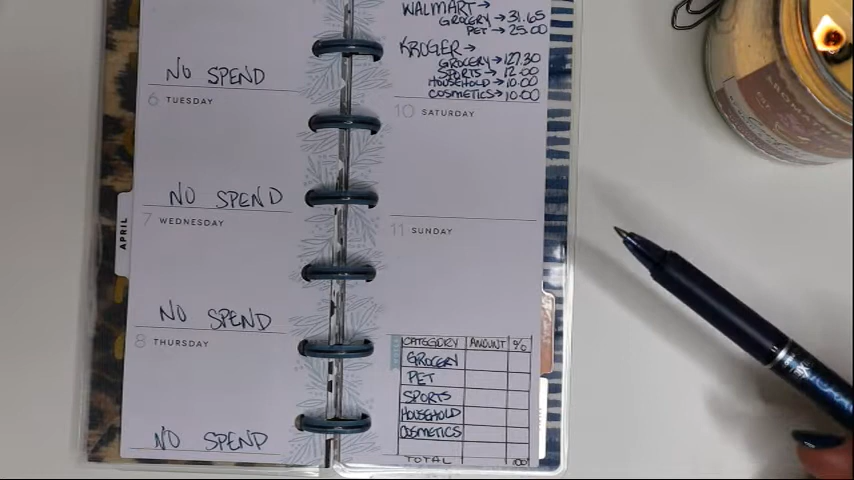 NO SPEND
6 TUESDAY
NO SPEND
7 WEDNESDAY
NO SPEND
8 THURSDAY
NO SPEND
APRIL
WALMART→
GROCERY→31.65
PET→25.00
KROGER→
GROCERY→127.30
SPORTS→12.00
HOUSEHOLD→10.00
COSMETICS→10.00
10 SATURDAY
11 SUNDAY
CATEGORY AMOUNT %
GROCERY
PET
SPORTS
HOUSEHOLD
COSMETICS
TOTAL 100